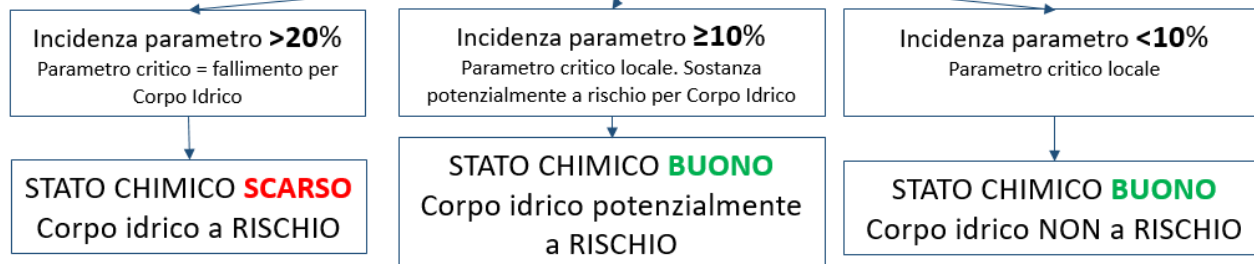 Incidenza parametro >20%
Parametro critico = fallimento per
Corpo Idrico
Incidenza parametro ≥10%
Parametro critico locale. Sostanza
potenzialmente a rischio per Corpo Idrico
Incidenza parametro <10%
Parametro critico locale
STATO CHIMICO SCARSO
Corpo idrico a RISCHIO
STATO CHIMICO BUONO
Corpo idrico potenzialmente
a RISCHIO
STATO CHIMICO BUONO
Corpo idrico NON a RISCHIO